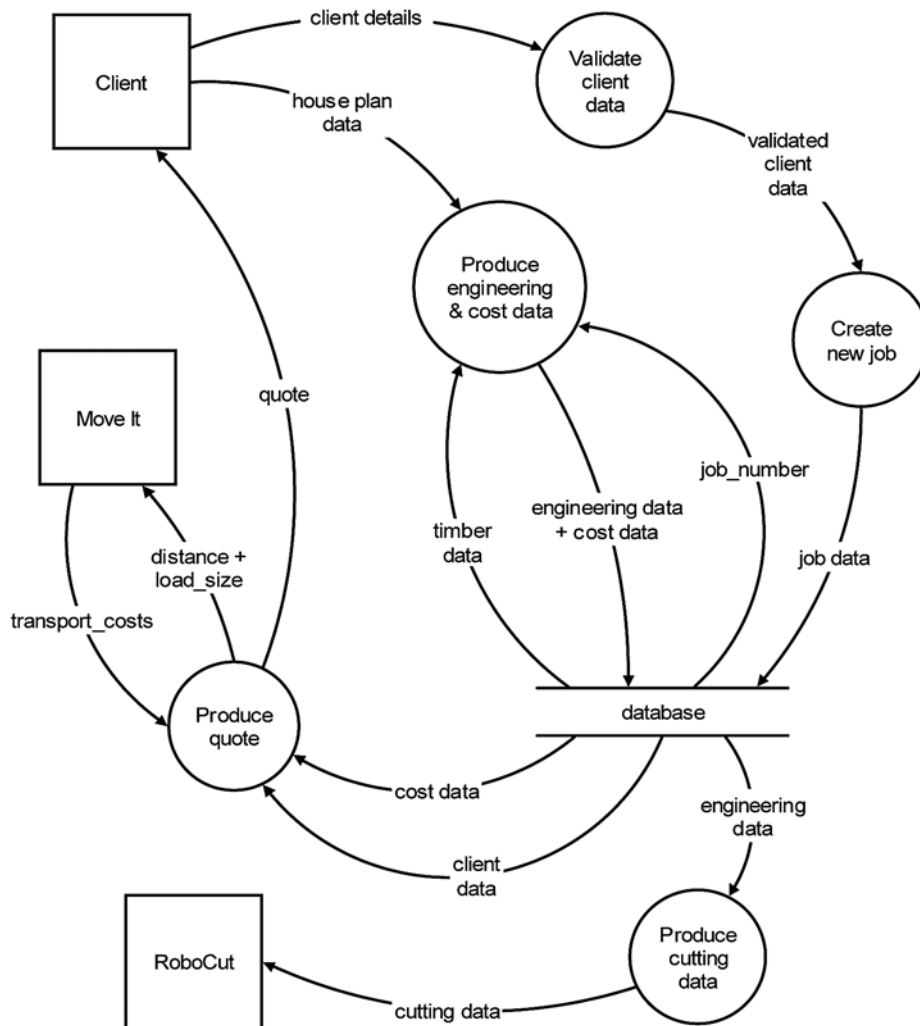 client details
Client
Validate
client
data
house plan
data
validated
client
data
Produce
engineering
& cost data
Create
new job
Move It
quote
job_number
timber
data
engineering data
+ cost data
distance +
load_size
job data
transport_costs
Produce
quote
database
cost data
engineering
data
client
data
RoboCut
Produce
cutting
data
cutting data